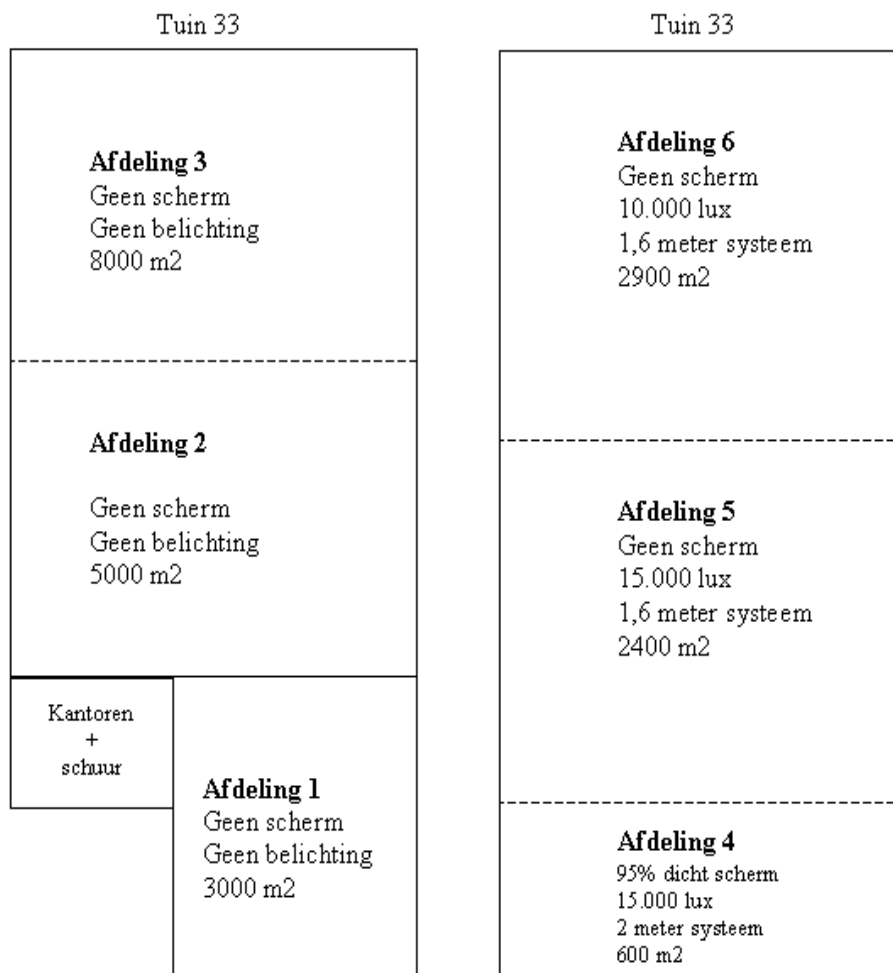 Tuin 33
Afdeling 3
Geen scherm
Geen belichting
8000 m2
Afdeling 2
Geen scherm
Geen belichting
5000 m2
Kantoren
+
schuur
Afdeling 1
Geen scherm
Geen belichting
3000 m2
Tuin 33
Afdeling 6
Geen scherm
10.000 lux
1,6 meter systeem
2900 m2
Afdeling 5
Geen scherm
15.000 lux
1,6 meter systeem
2400 m2
Afdeling 4
95% dicht scherm
15.000 lux
2 meter systeem
600 m2